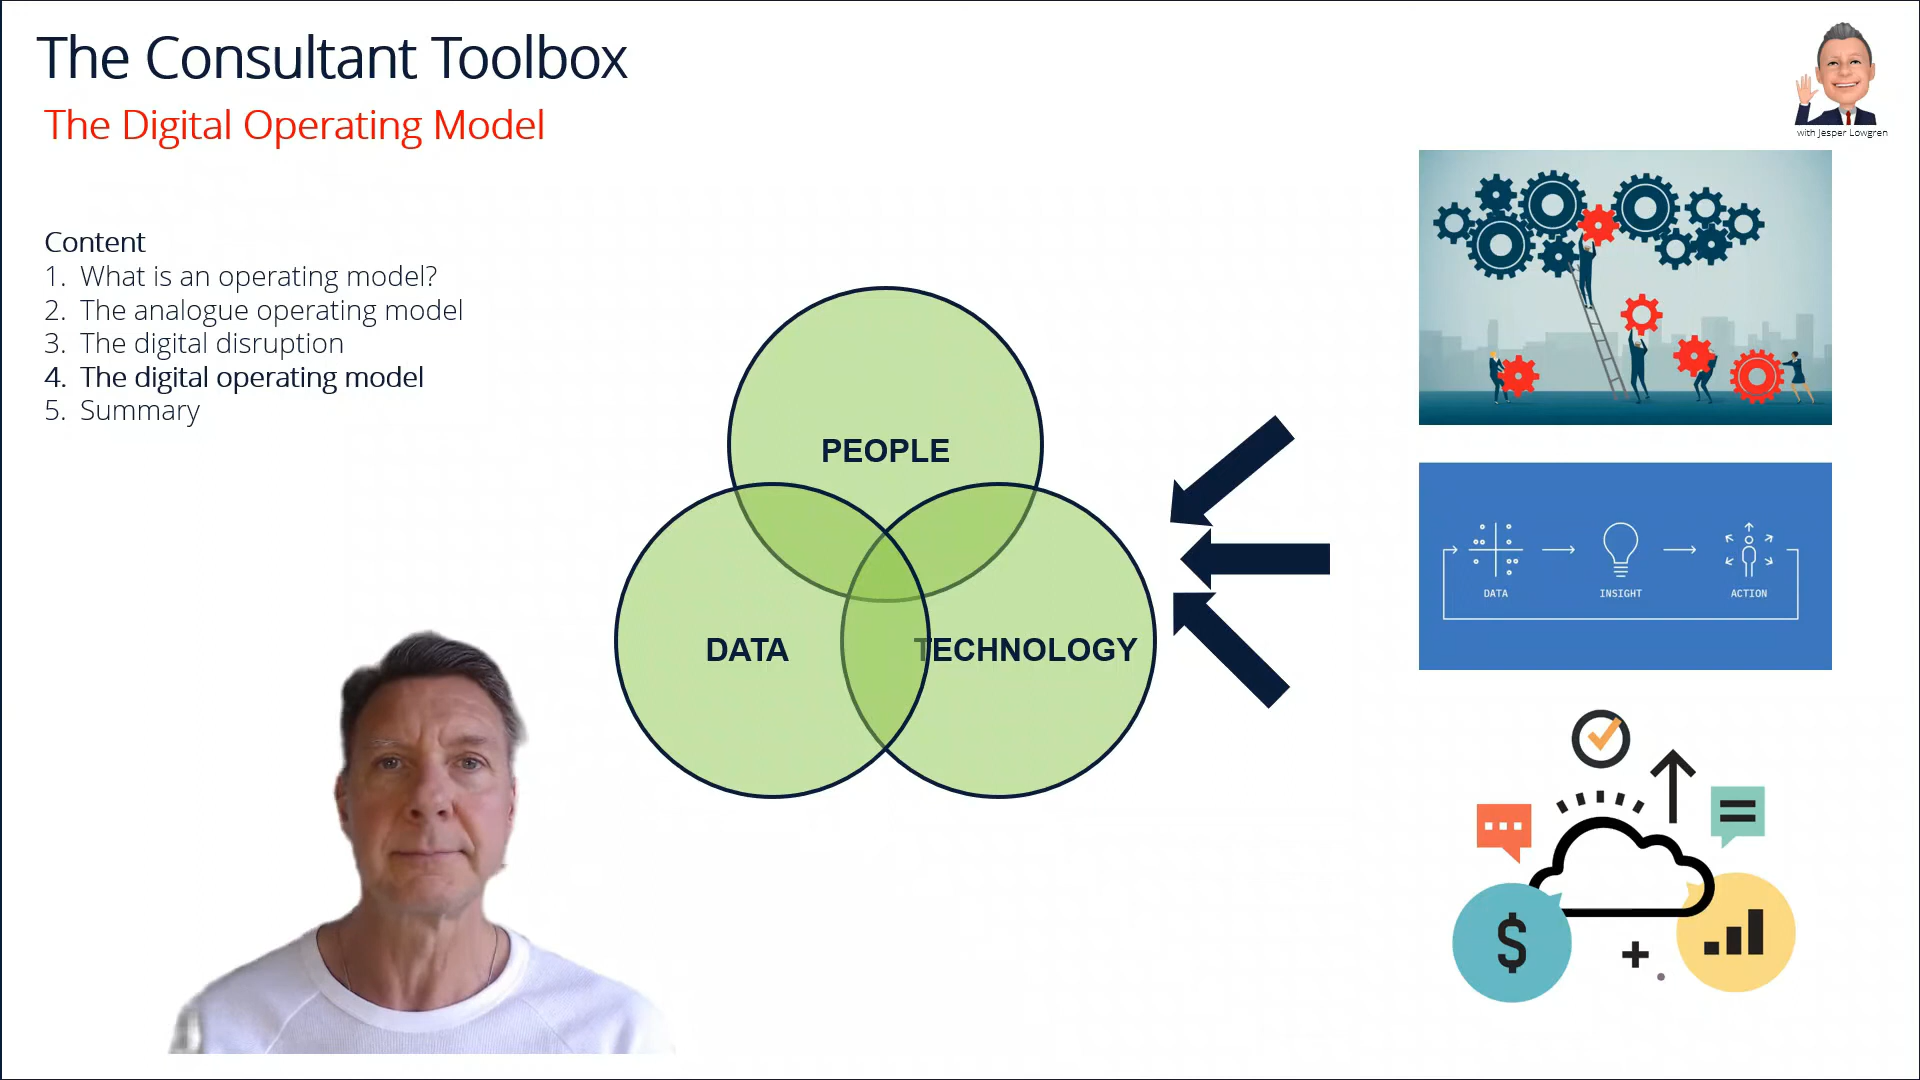 The Consultant Toolbox
The Digital Operating Model
with Jesper Lowgren
Content
1. What is an operating model?
2. The analogue operating model
3. The digital disruption
4. The digital operating model
5. Summary
PEOPLE
DATA
TECHNOLOGY
DATA
INSIGHT
ACTION
$